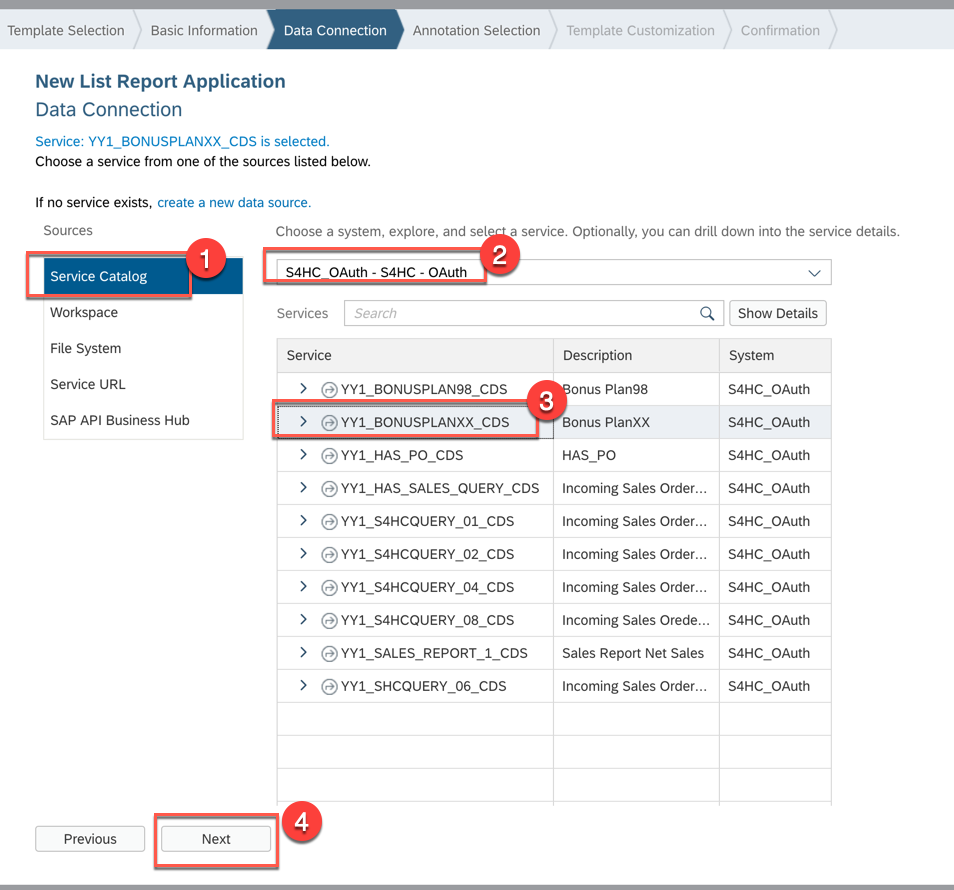 Template Selection Basic Information Data Connection Annotation Selection Template Customization Confirmation
New List Report Application
Data Connection
Service: YY1_BONUSPLANXX_CDS is selected.
Choose a service from one of the sources listed below.
If no service exists, create a new data source.
Sources
1
Service Catalog
Workspace
File System
Service URL
SAP API Business Hub
Choose a system, explore, and select a service. Optionally, you can drill down into the service details.
2
S4HC_OAuth - S4HC - OAuth
Services Search Show Details
Service Description System
YY1_BONUSPLAN98_CDS Bonus Plan98 S4HC_OAuth
3
YY1_BONUSPLANXX_CDS Bonus PlanXX S4HC_OAuth
YY1_HAS_PO_CDS HAS_PO S4HC_OAuth
YY1_HAS_SALES_QUERY_CDS Incoming Sales Order... S4HC_OAuth
YY1_S4HCQUERY_01_CDS Incoming Sales Order... S4HC_OAuth
YY1_S4HCQUERY_02_CDS Incoming Sales Order... S4HC_OAuth
YY1_S4HCQUERY_04_CDS Incoming Sales Order... S4HC_OAuth
YY1_S4HCQUERY_08_CDS Incoming Sales Orede... S4HC_OAuth
YY1_SALES_REPORT_1_CDS Sales Report Net Sales S4HC_OAuth
YY1_SHCQUERY_06_CDS Incoming Sales Order... S4HC_OAuth
4
Previous Next